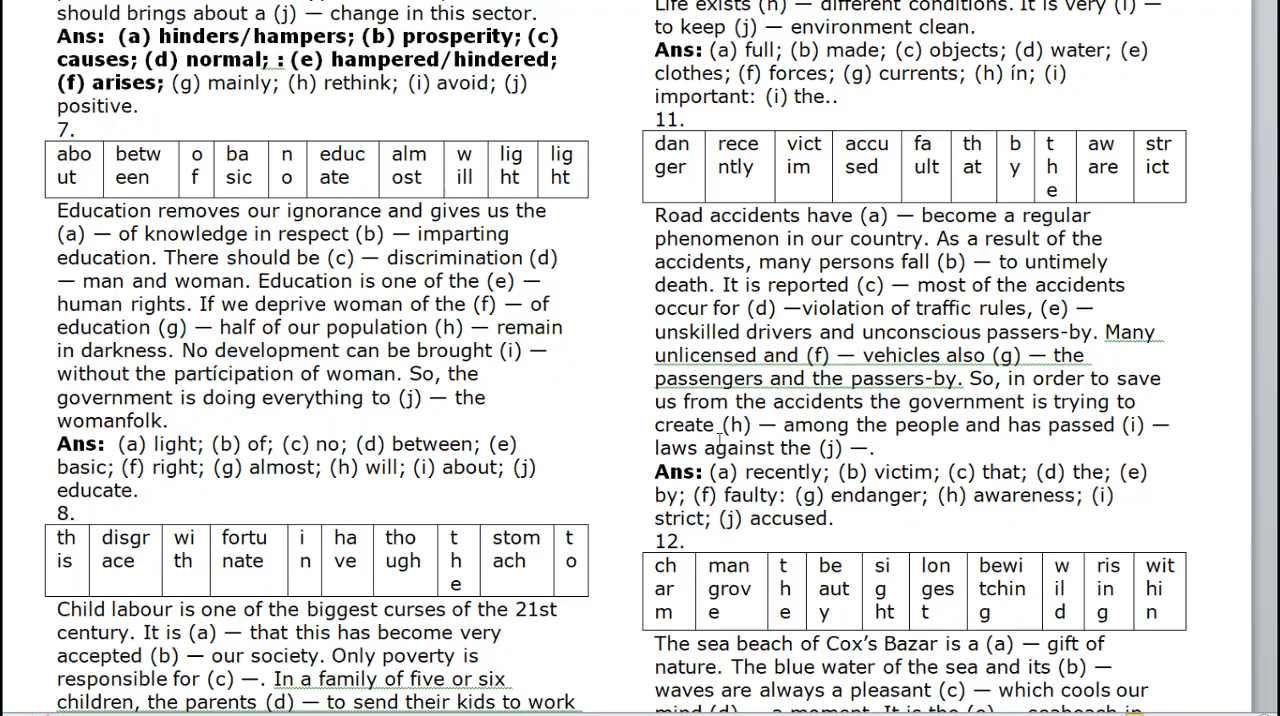 should brings about a (j) — change in this sector.
Ans: (a) hinders/hampers; (b) prosperity; (c)
causes; (d) normal; : (e) hampered/hindered;
(f) arises; (g) mainly; (h) rethink; (i) avoid; (j)
positive.
7.
abo betw o ba n educ alm w lig lig
ut een f sic o ate ost ill ht ht
Education removes our ignorance and gives us the
(a) — of knowledge in respect (b) — imparting
education. There should be (c) — discrimination (d)
— man and woman. Education is one of the (e) —
human rights. If we deprive woman of the (f) — of
education (g) — half of our population (h) — remain
in darkness. No development can be brought (i) —
without the partícipation of woman. So, the
government is doing everything to (j) — the
womanfolk.
Ans: (a) light; (b) of; (c) no; (d) between; (e)
basic; (f) right; (g) almost; (h) will; (i) about; (j)
educate.
8.
th disgr wi fortu i ha tho t stom t
is ace th nate n ve ugh h ach o
e
Child labour is one of the biggest curses of the 21st
century. It is (a) — that this has become very
accepted (b) — our society. Only poverty is
responsible for (c) —. In a family of five or six
children, the parents (d) — to send their kids to work
Life exists (h) — different conditions. It is very (i) —
to keep (j) — environment clean.
Ans: (a) full; (b) made; (c) objects; (d) water; (e)
clothes; (f) forces; (g) currents; (h) ín; (i)
important: (i) the..
11.
dan rece vict accu fa th b t aw str
ger ntly im sed ult at y h are ict
e
Road accidents have (a) — become a regular
phenomenon in our country. As a result of the
accidents, many persons fall (b) — to untimely
death. It is reported (c) — most of the accidents
occur for (d) —violation of traffic rules, (e) —
unskilled drivers and unconscious passers-by. Many
unlicensed and (f) — vehicles also (g) — the
passengers and the passers-by. So, in order to save
us from the accidents the government is trying to
create (h) — among the people and has passed (i) —
laws against the (j) —.
Ans: (a) recently; (b) victim; (c) that; (d) the; (e)
by; (f) faulty: (g) endanger; (h) awareness; (i)
strict; (j) accused.
12.
ch man t be si lon bewi w ris wit
ar grov h aut g ges tchin il in hi
m e e y ht t g d g n
The sea beach of Cox’s Bazar is a (a) — gift of
nature. The blue water of the sea and its (b) —
waves are always a pleasant (c) — which cools our
mind (d) — a moment. It is the (e) — seabeach in